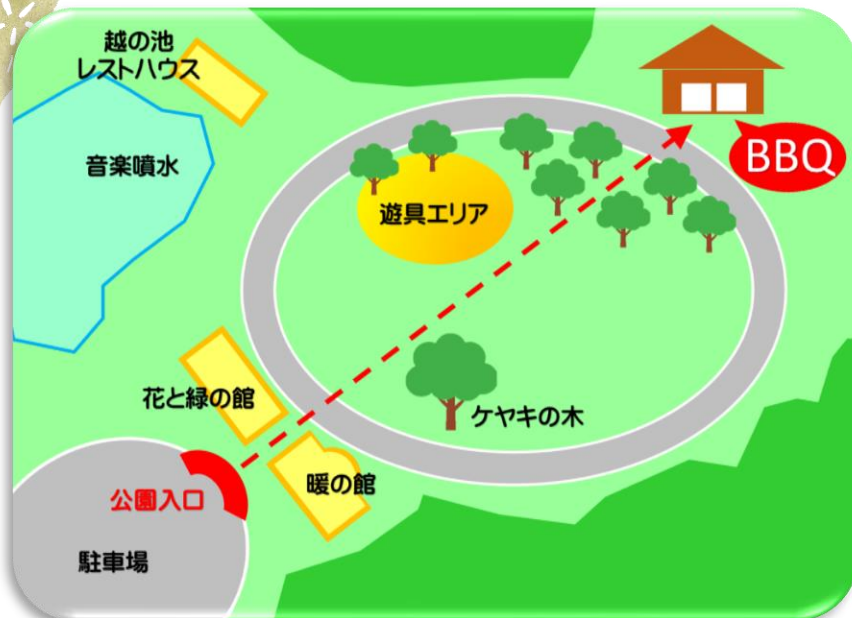 越の池
レストハウス
音楽噴水
BBQ
遊具エリア
花と緑の館
ケヤキの木
暖の館
公園入口
駐車場